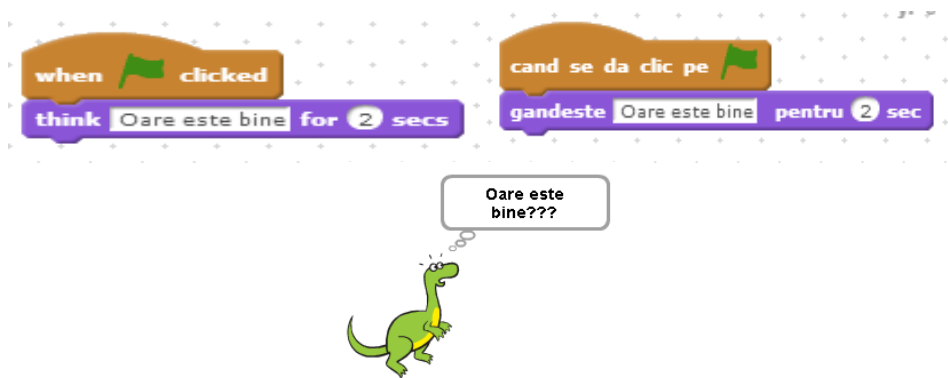 when clicked
think Oare este bine for 2 secs
cand se da clic pe
gandeste Oare este bine pentru 2 sec
Oare este
bine???